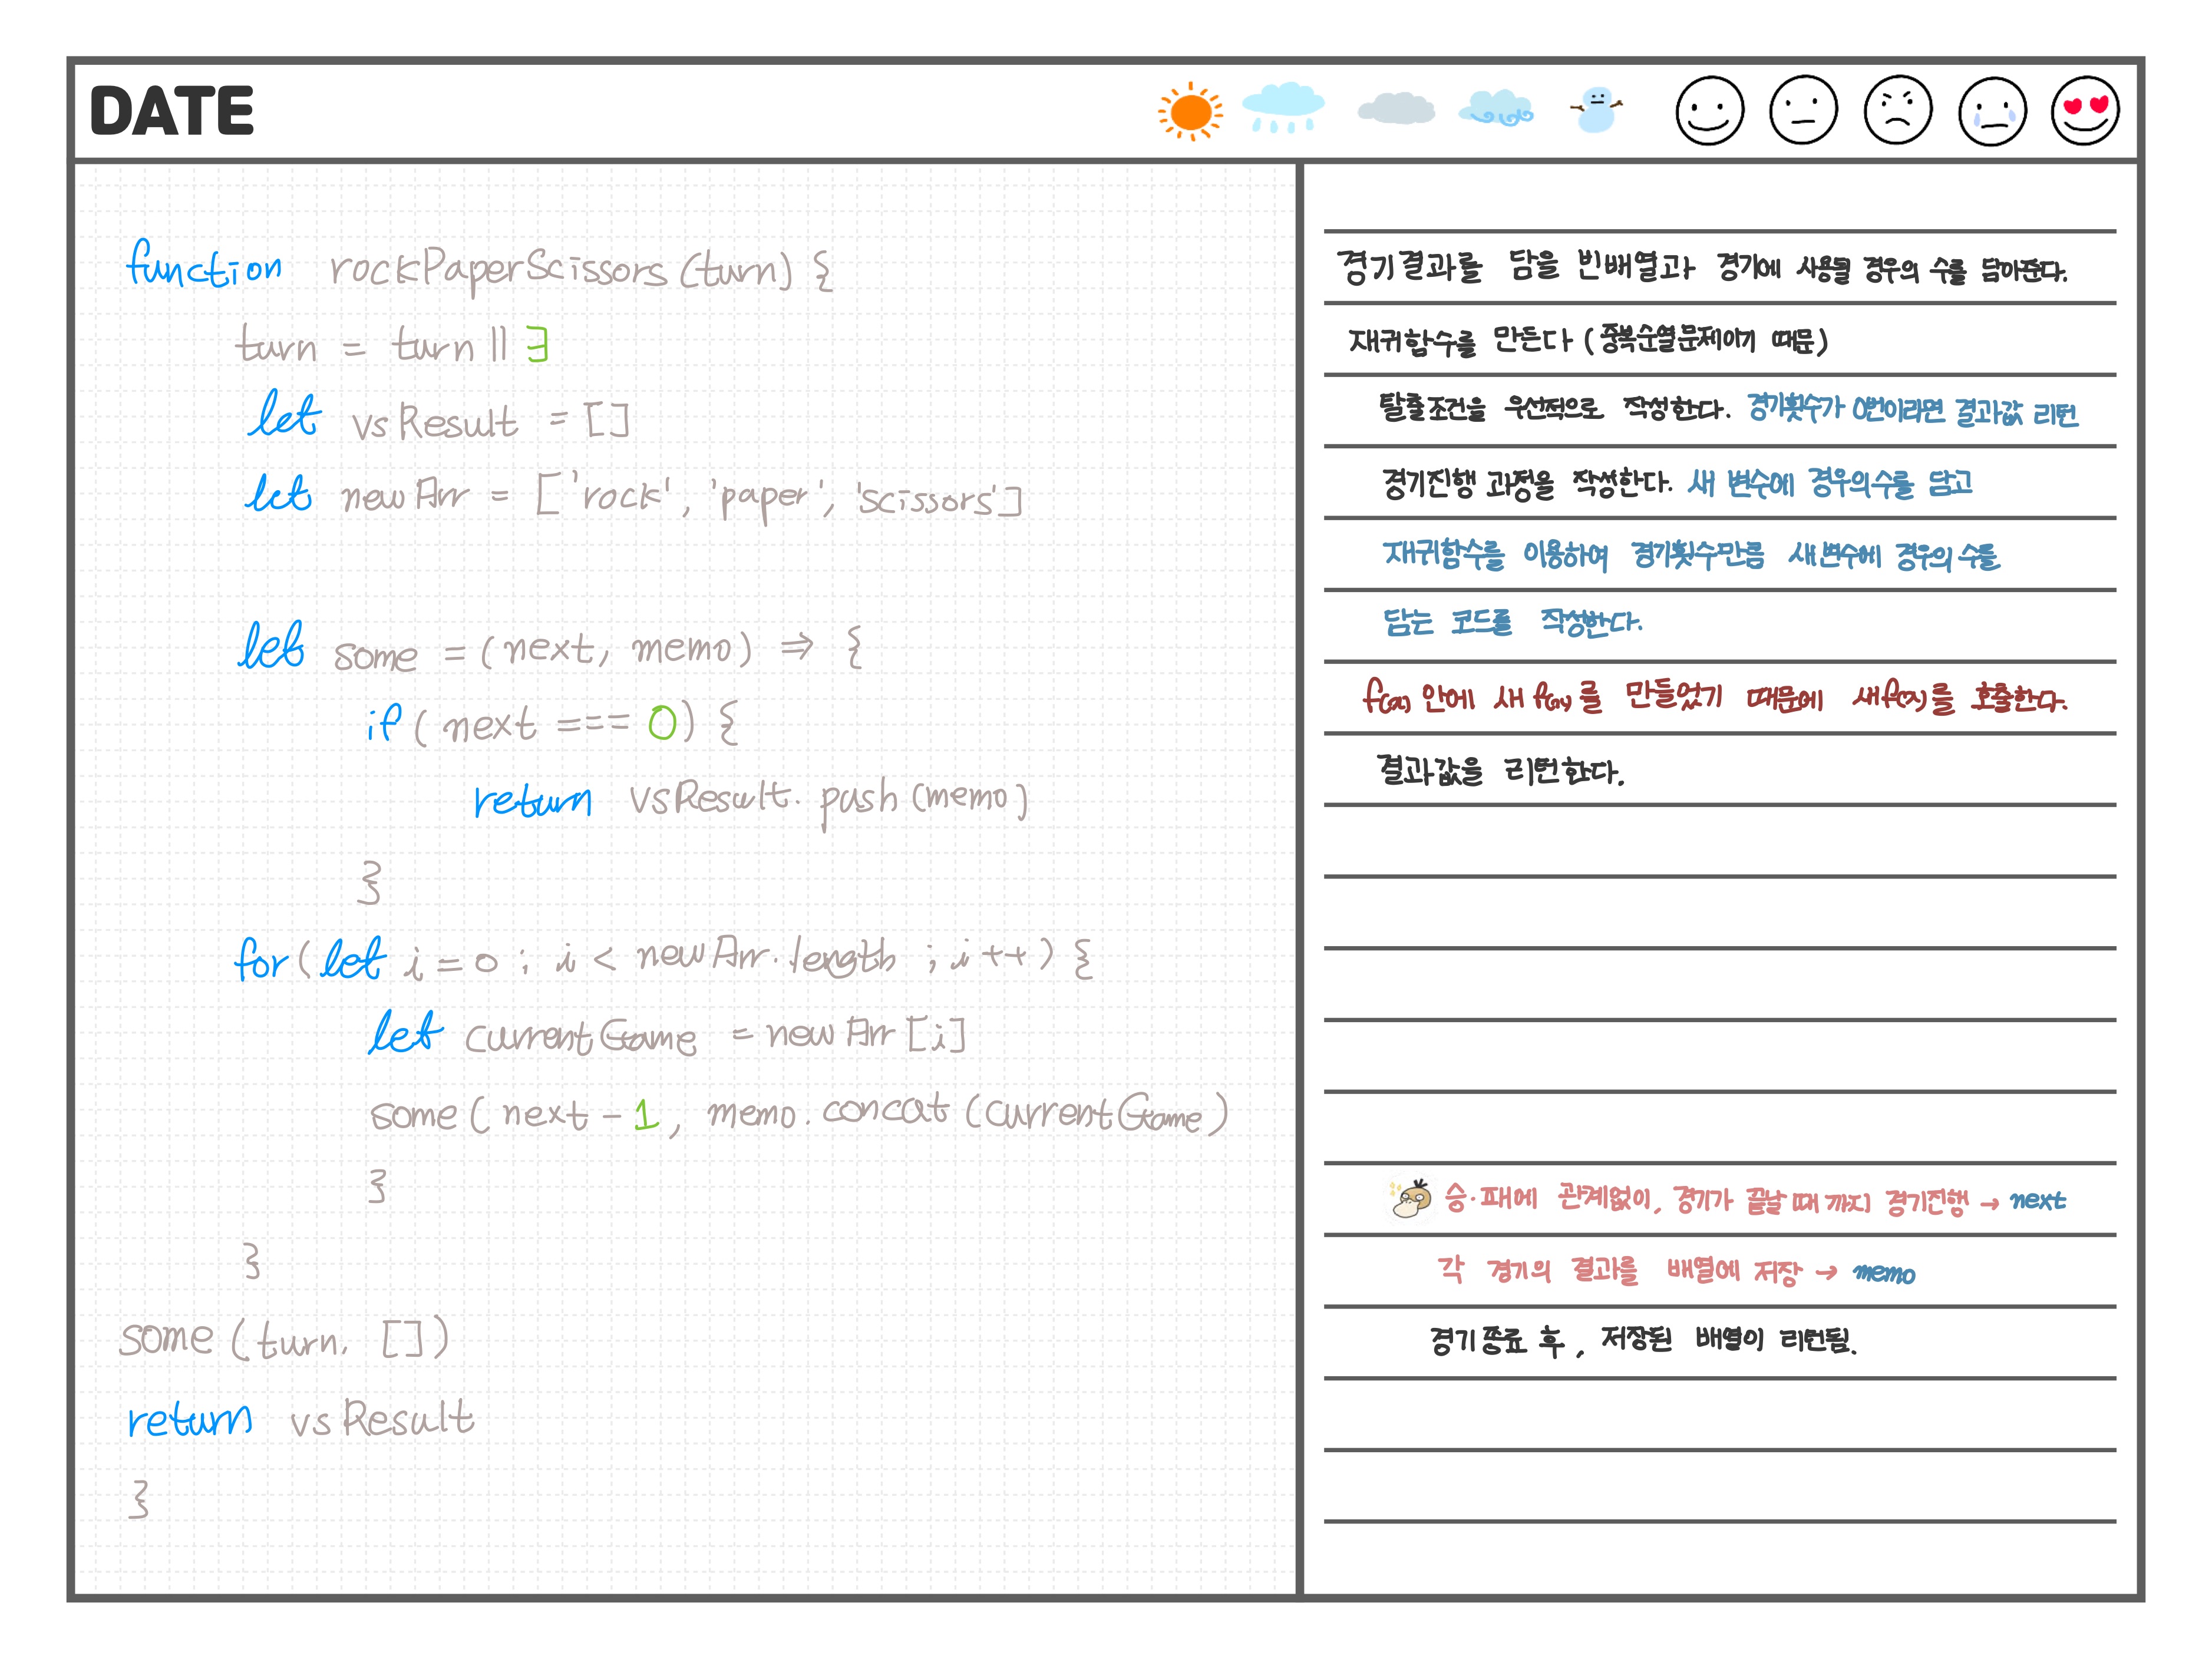 DATE
function rockPaperScissors (turn) {
turn = turn || 3
let vsResult = []
let newArr = ['rock', 'paper', 'scissors']
let some = (next, memo) => {
if (next === 0) {
return vsResult. push (memo)
}
for (let i = 0 ; i < newArr. length ; i ++) {
let currentGame = newArr [i]
some ( next - 1, memo. concat (currentGame)
}
}
some (turn. [])
return vsResult
}
경기결과를 담을 빈배열과 경기에 사용될 경우의 수를 담아준다.
재귀함수를 만든다 (중복순열문제이기 때문)
탈출조건을 우선적으로 작성한다. 경기횟수가 0번이라면 결과값 리턴
경기진행 과정을 작성한다. 새 변수에 경우의수를 담고
재귀함수를 이용하여 경기횟수만큼 새변수에 경우의 수를
담는 코드를 작성한다.
f(x) 안에 새 f(x)를 만들었기 때문에 새f(x)를 호출한다.
결과값을 리턴한다.
승·패에 관계없이, 경기가 끝날 때 까지 경기진행 → next
각 경기의 결과를 배열에 저장 → memo
경기종료 후, 저장된 배열이 리턴됨.